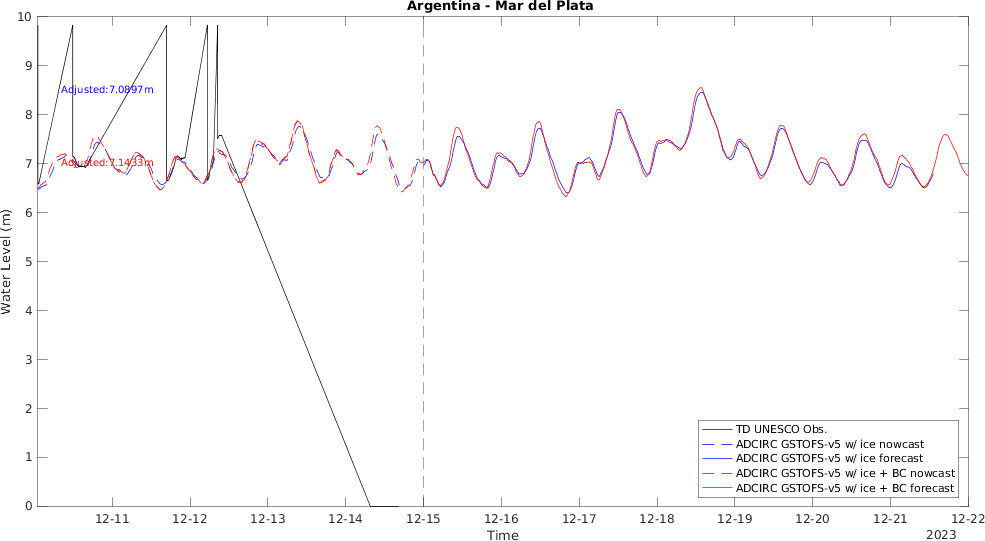 Argentina - Mar del Plata
10
9
8
7
6
5
4
3
2
1
0
Water Level (m)
Adjusted:7.0897m
Adjusted:7.1433m
TD UNESCO Obs.
ADCIRC GSTOFS-v5 w/ ice nowcast
ADCIRC GSTOFS-v5 w/ ice forecast
ADCIRC GSTOFS-v5 w/ ice + BC nowcast
ADCIRC GSTOFS-v5 w/ ice + BC forecast
12-11 12-12 12-13 12-14 12-15 12-16 12-17 12-18 12-19 12-20 12-21 12-22
Time
2023